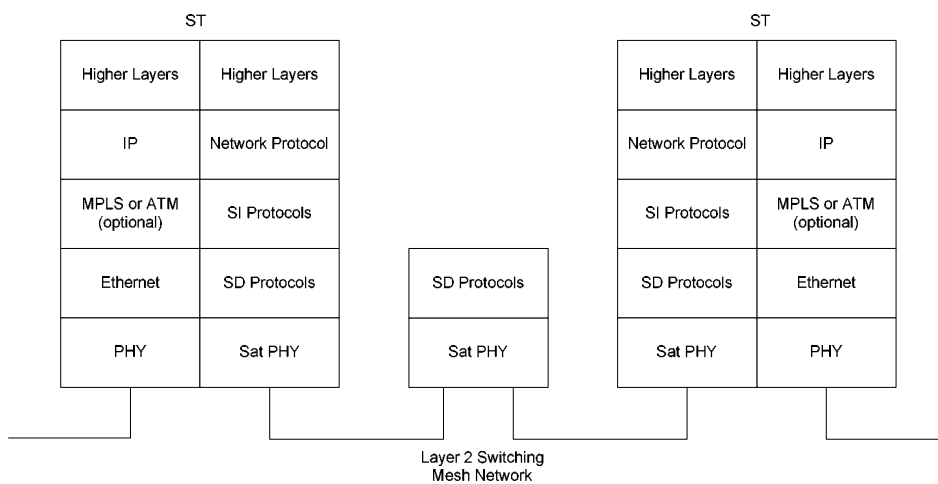 ST
ST
Higher Layers
Higher Layers
Higher Layers
Higher Layers
IP
Network Protocol
Network Protocol
IP
MPLS or ATM
(optional)
SI Protocols
SI Protocols
MPLS or ATM
(optional)
Ethernet
SD Protocols
SD Protocols
SD Protocols
Ethernet
PHY
Sat PHY
Sat PHY
Sat PHY
PHY
Layer 2 Switching
Mesh Network